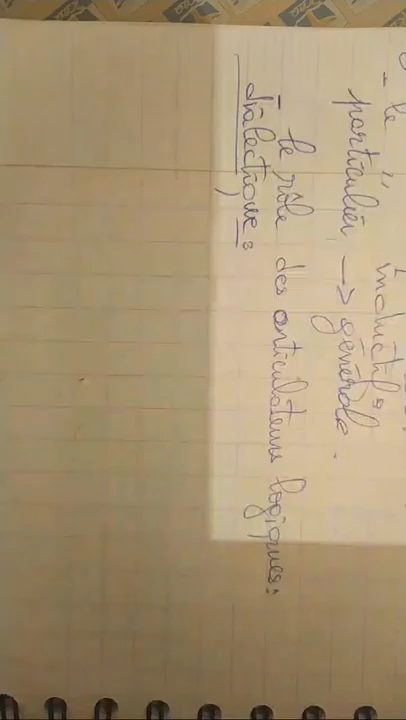 - le
inductif:
particulier → générale.
- le rôle des articulateurs logiques:
dialectique: